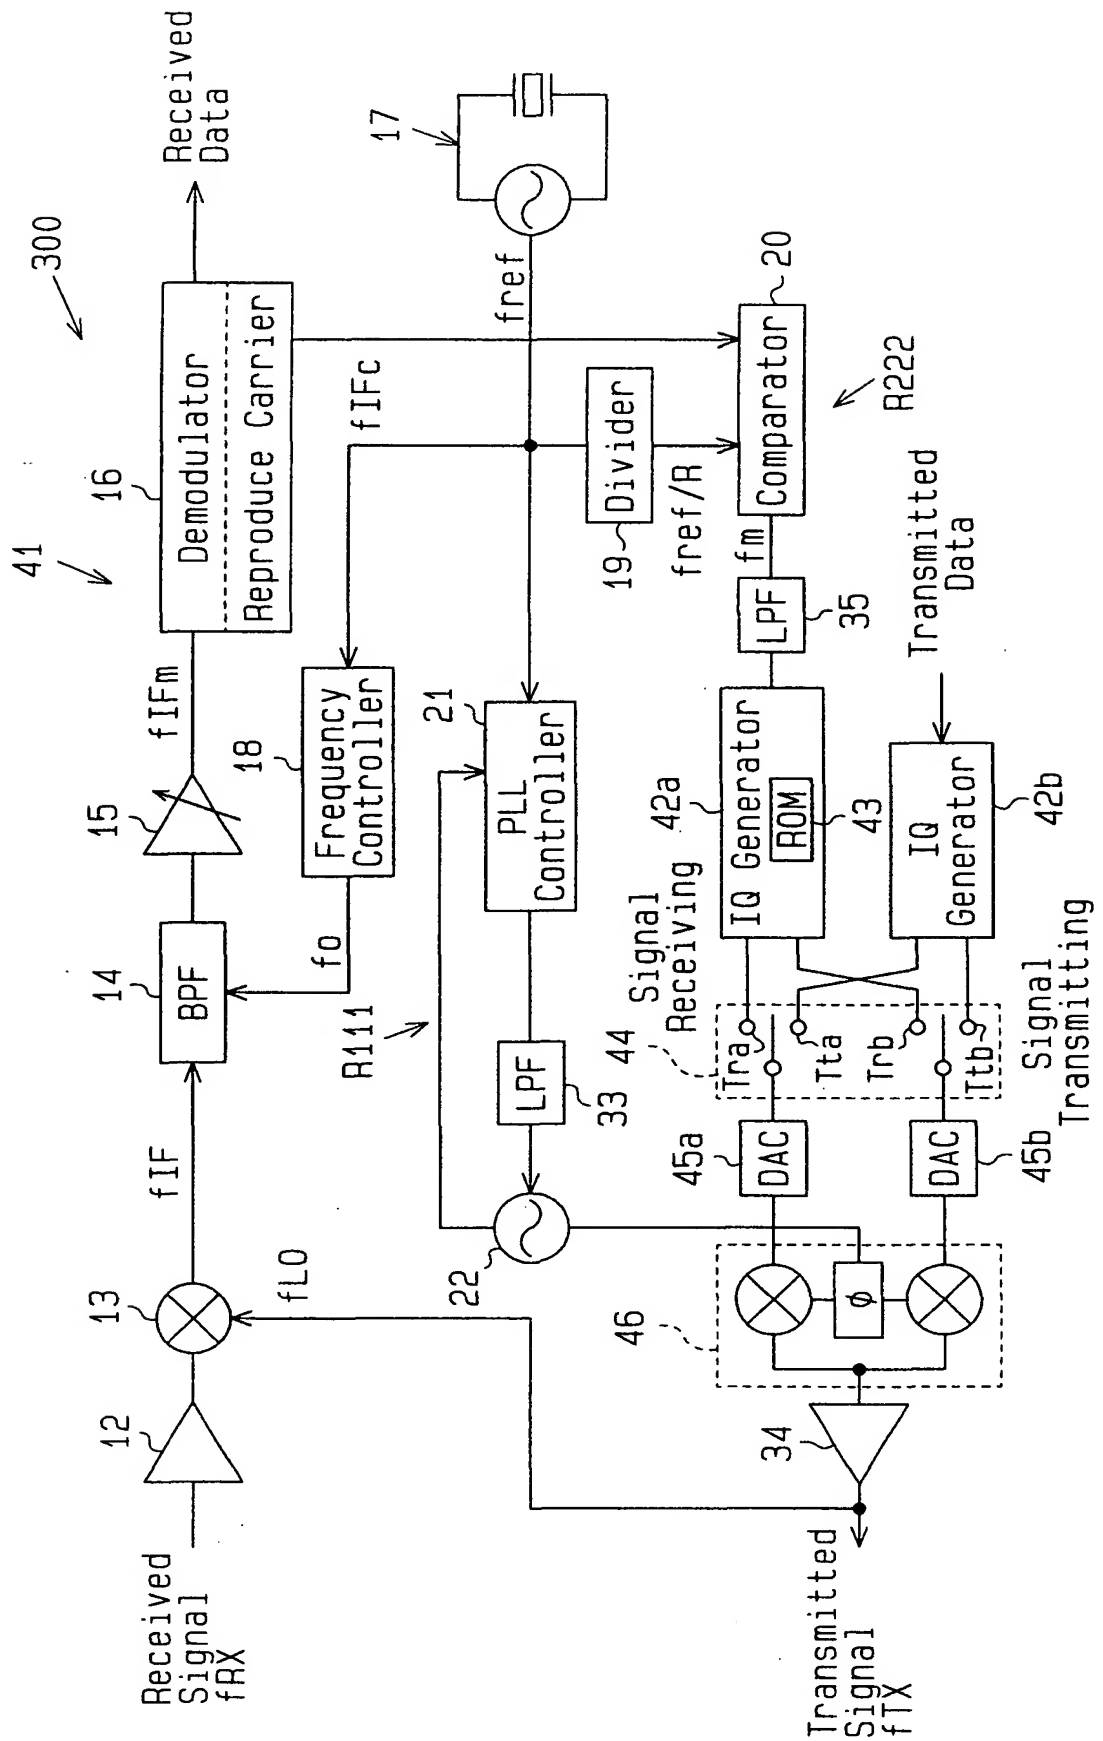 300
41
Received
Signal
fRX
12
13
fIF
14
BPF
15
fIFm
16
Demodulator
Reproduce Carrier
Received
Data
fLO
fo
18
Frequency
Controller
fIFc
17
R111
22
33
LPF
21
PLL
Controller
fref
19
Divider
fref/R
20
Comparator
R222
fm
LPF
35
Signal
Receiving
42a
IQ Generator
ROM
43
44
Tra
Tta
Trb
Ttb
45a
DAC
45b
DAC
46
ϕ
34
IQ
Generator
42b
Transmitted
Data
Signal
Transmitting
Transmitted
Signal
fTX